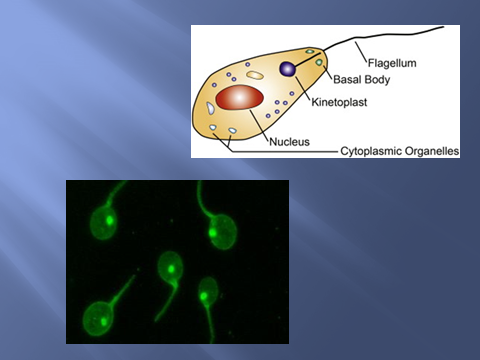 Flagellum
Basal Body
Kinetoplast
Nucleus
Cytoplasmic Organelles